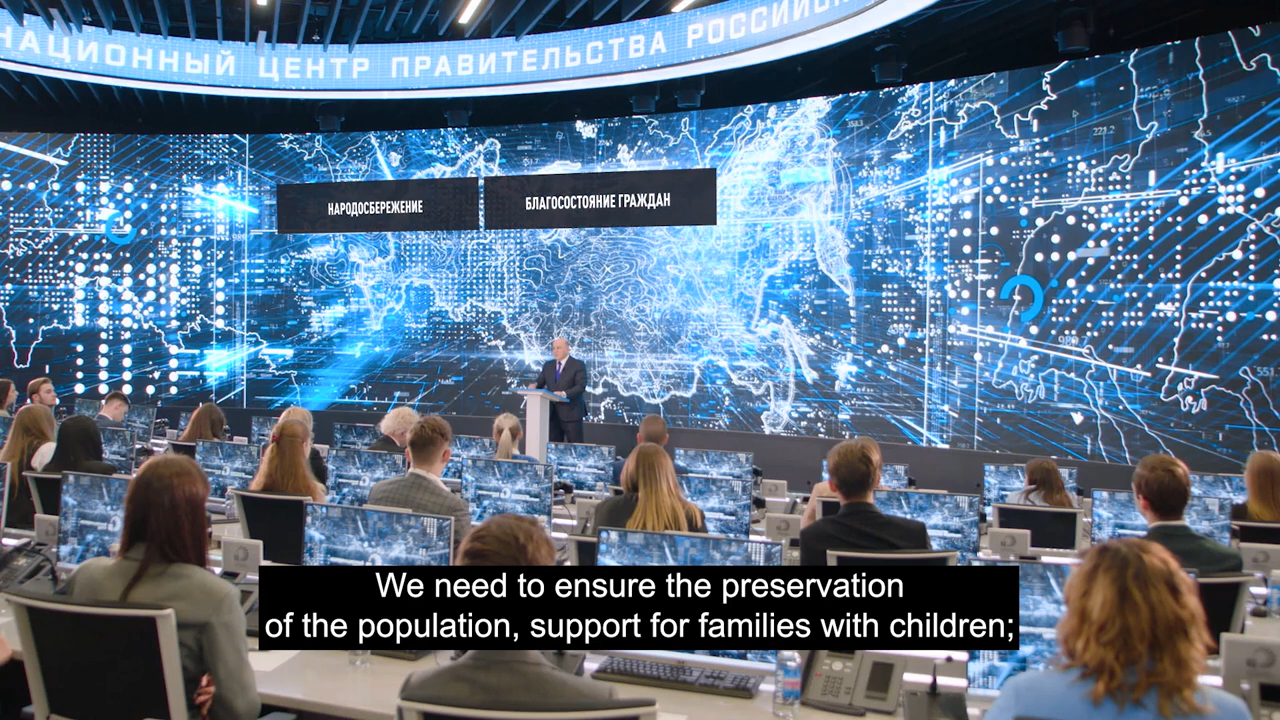 НАЦИОННЫЙ ЦЕНТР ПРАВИТЕЛЬСТВА РОССИЙСК
НАРОДОСБЕРЕЖЕНИЕ
БЛАГОСОСТОЯНИЕ ГРАЖДАН
We need to ensure the preservation
of the population, support for families with children;